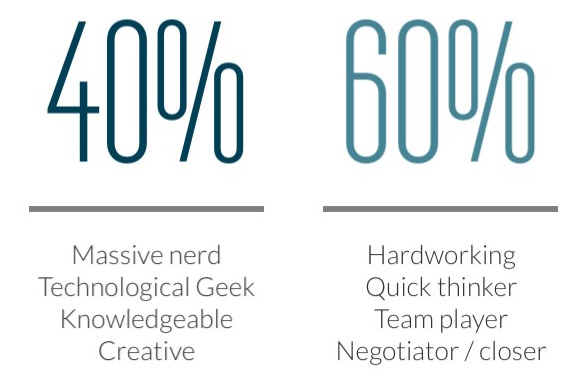 40%
Massive nerd
Technological Geek
Knowledgeable
Creative
60%
Hardworking
Quick thinker
Team player
Negotiator / closer